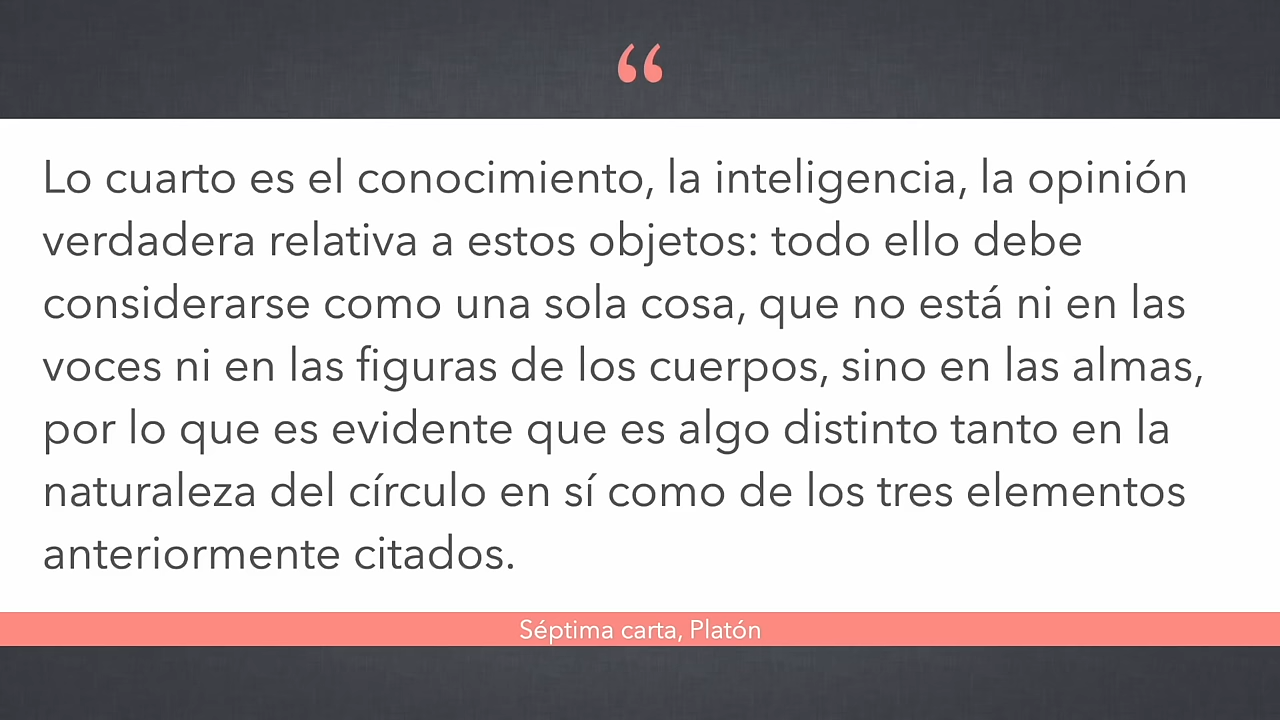 “
Lo cuarto es el conocimiento, la inteligencia, la opinión
verdadera relativa a estos objetos: todo ello debe
considerarse como una sola cosa, que no está ni en las
voces ni en las figuras de los cuerpos, sino en las almas,
por lo que es evidente que es algo distinto tanto en la
naturaleza del círculo en sí como de los tres elementos
anteriormente citados.
Séptima carta, Platón